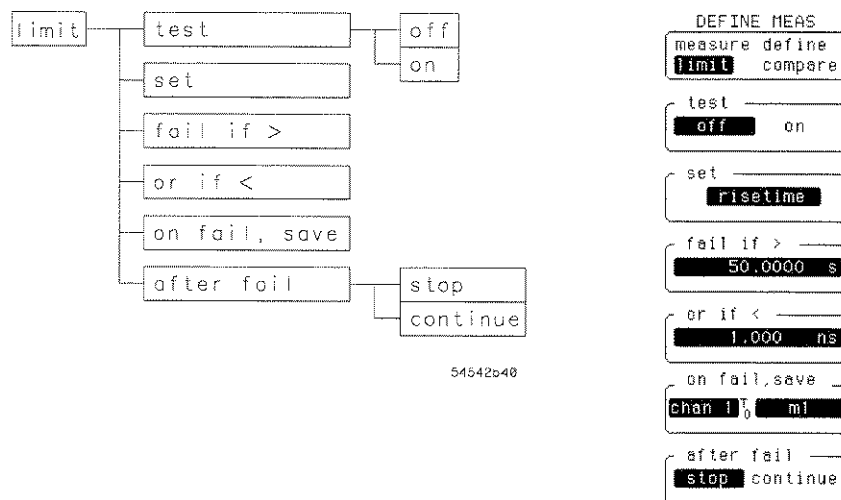 limit
test
off
on
set
fail if >
or if <
on fail, save
after fail
stop
continue
54542b40
DEFINE MEAS
measure define
limit compare
test
off on
set
risetime
fail if >
50.0000 s
or if <
1.000 ns
on fail,save
chan 1 To m1
after fail
stop continue